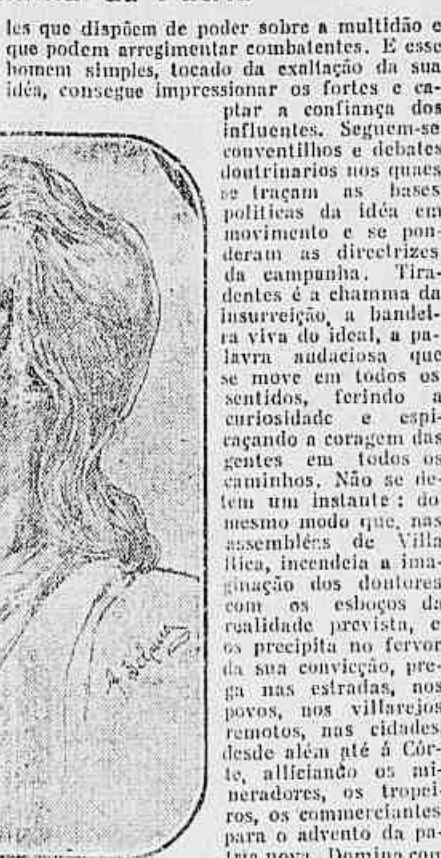 les que dispõem de poder sobre a multidão e
que podem arregimentar combatentes. E esse
homem simples, tocado da exaltação da sua
idéa, consegue impressionar os fortes e ca-
ptar a confiança dos
influentes. Seguem-se
conventilhos e debates
doutrinarios nos quaes
se traçam as bases
politicas da idéa em
movimento e se pon-
deram as directrizes
da campanha. Tira-
dentes é a chamma da
insurreição, a bandei-
ra viva do ideal, a pa-
lavra audaciosa que
se move em todos os
sentidos, ferindo a
curiosidade e espi-
caçando a coragem das
gentes em todos os
caminhos. Não se de-
tem um instante: do
mesmo modo que, nas
assembléas de Villa
Rica, incendeia a ima-
ginação dos doutores
com os esboços da
realidade prevista, e
os precipita no fervor
da sua convicção, pre-
ga nas estradas, nos
povos, nos villarejos
remotos, nas cidades
desde além até á Côr-
te, alliciando os mi-
neradores, os tropei-
ros, os commerciantes
para o advento da pa-
tria nova. Domina com